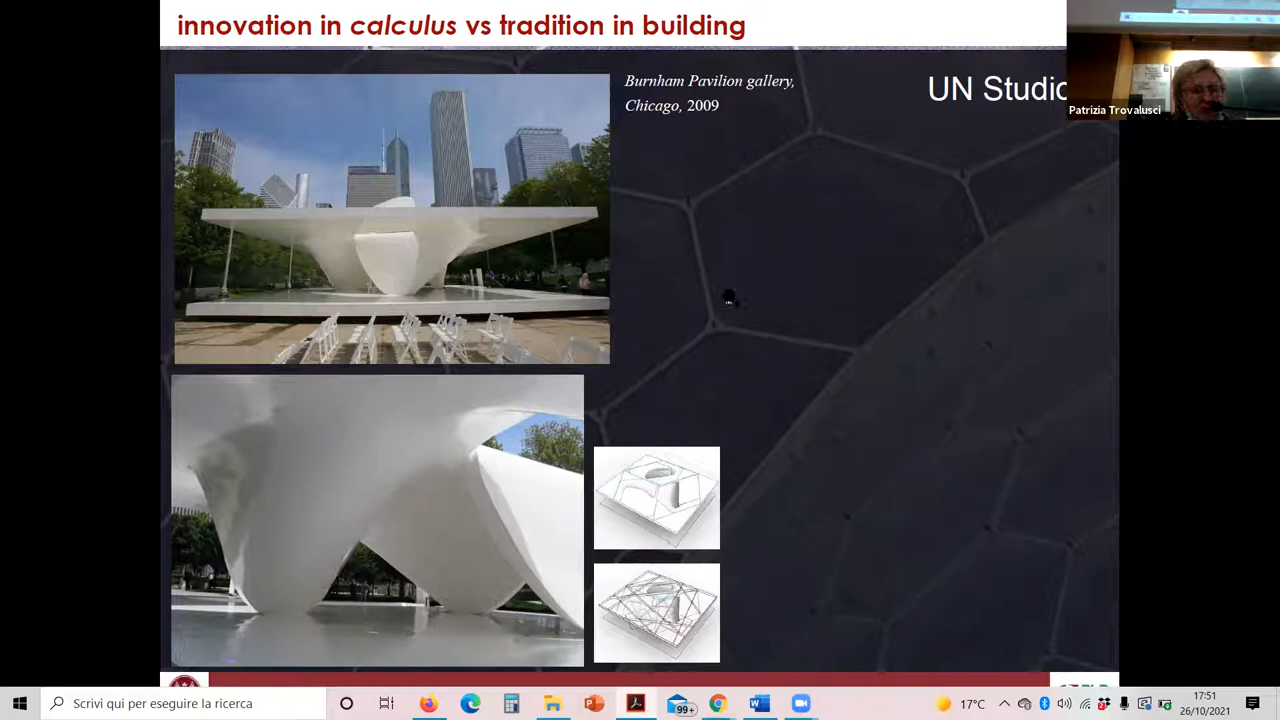 innovation in calculus vs tradition in building
Burnham Pavilion gallery,
Chicago, 2009
UN Studio
Patrizia Trovalusci
Scrivi qui per eseguire la ricerca
99+
17°C
17:51
26/10/2021